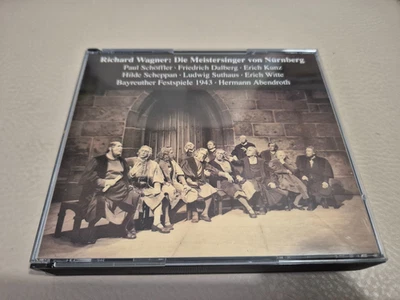 Richard Wagner: Die Meistersinger von Nürnberg
Paul Schöffler · Friedrich Dalberg · Erich Kunz
Hilde Scheppan · Ludwig Suthaus · Erich Witte
Bayreuther Festspiele 1943 · Hermann Abendroth